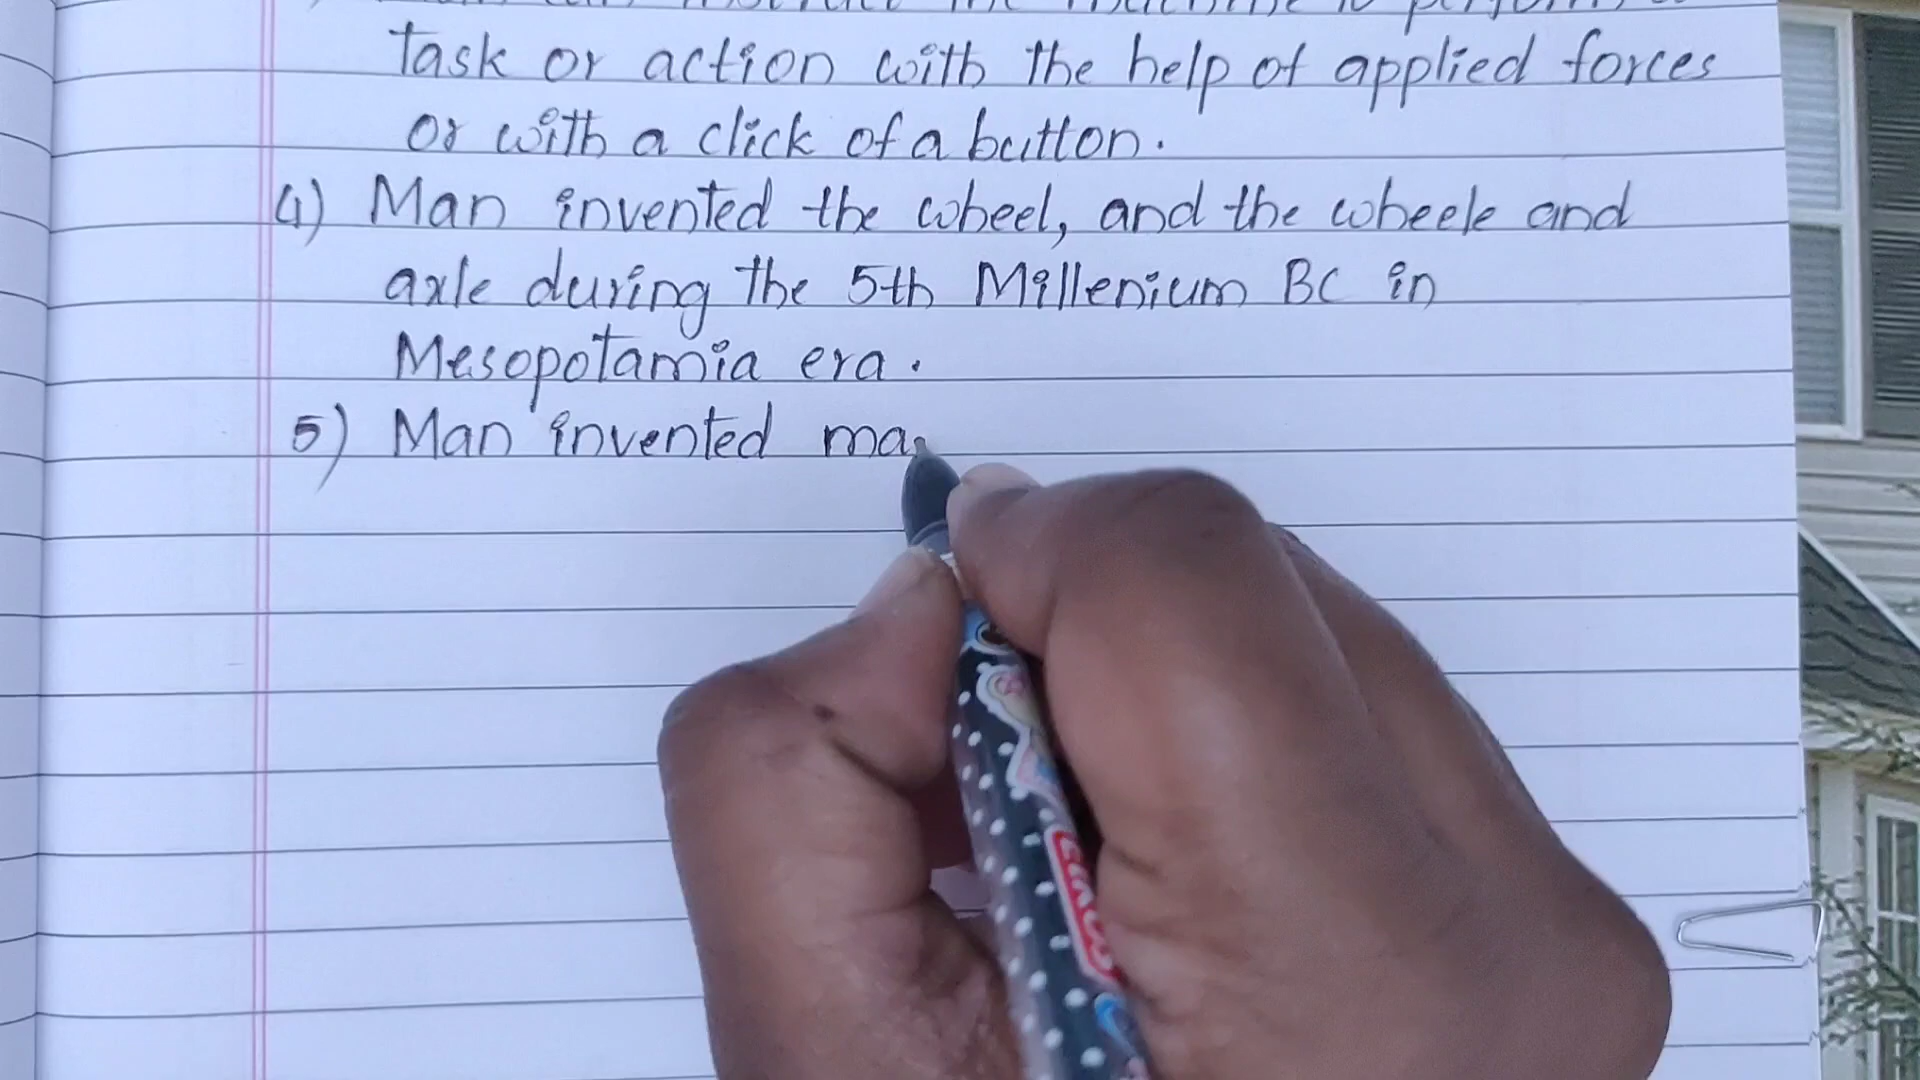 task or action with the help of applied forces
or with a click of a button.
4) Man invented the wheel, and the wheele and
axle during the 5th Millenium BC in
Mesopotamia era.
5) Man invented ma